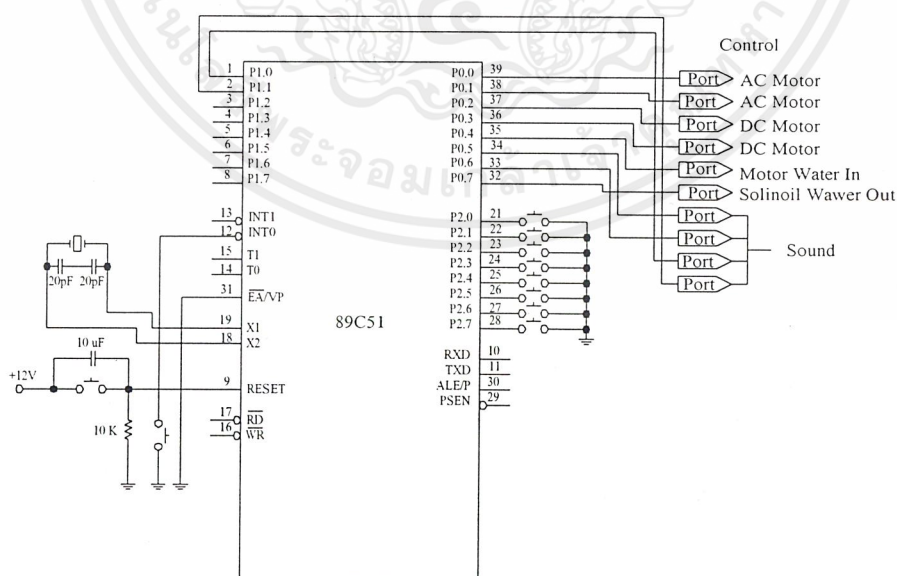 Control
1 P1.0
2 P1.1
3 P1.2
4 P1.3
5 P1.4
6 P1.5
7 P1.6
8 P1.7
13 INT1
12 INT0
15 T1
14 T0
31 EA/VP
19 X1
18 X2
9 RESET
17 RD
16 WR
20pF 20pF
10 uF
+12V
10 K
89C51
P0.0 39
P0.1 38
P0.2 37
P0.3 36
P0.4 35
P0.5 34
P0.6 33
P0.7 32
P2.0 21
P2.1 22
P2.2 23
P2.3 24
P2.4 25
P2.5 26
P2.6 27
P2.7 28
RXD 10
TXD 11
ALE/P 30
PSEN 29
Port AC Motor
Port AC Motor
Port DC Motor
Port DC Motor
Port Motor Water In
Port Solinoil Wawer Out
Port
Port
Port
Port
Sound